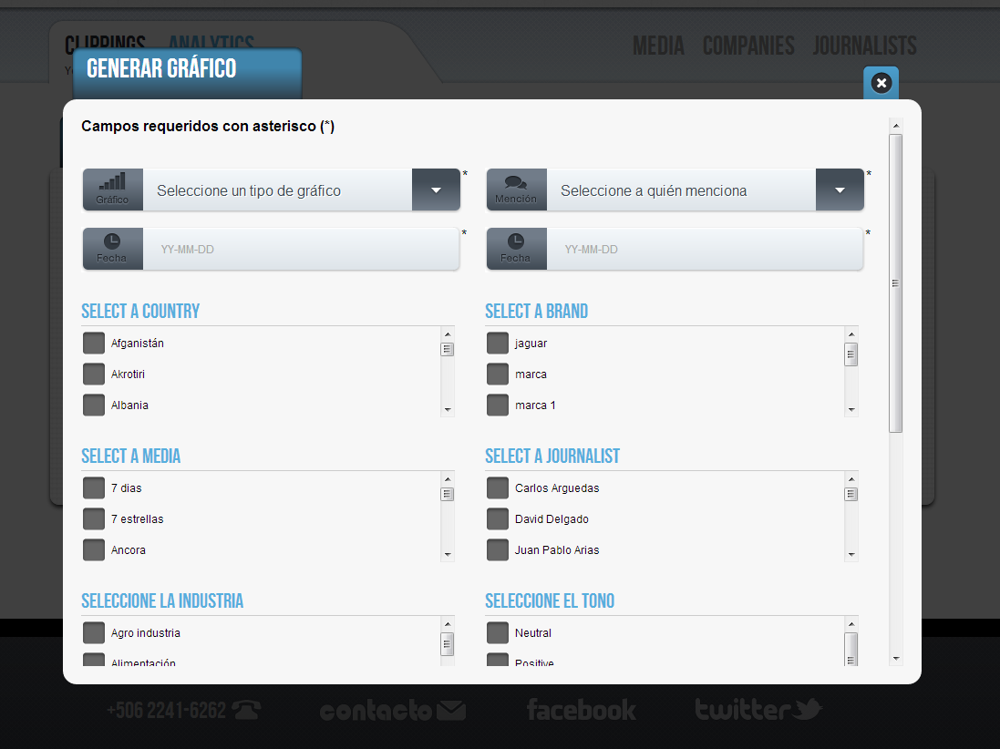 CLIPPINGS ANALYTICS
MEDIA COMPANIES JOURNALISTS
GENERAR GRÁFICO
Campos requeridos con asterisco (*)
Gráfico Seleccione un tipo de gráfico *
Mención Seleccione a quién menciona *
Fecha YY-MM-DD *
Fecha YY-MM-DD *
SELECT A COUNTRY
Afganistán
Akrotiri
Albania
SELECT A BRAND
jaguar
marca
marca 1
SELECT A MEDIA
7 dias
7 estrellas
Ancora
SELECT A JOURNALIST
Carlos Arguedas
David Delgado
Juan Pablo Arias
SELECCIONE LA INDUSTRIA
Agro industria
Alimentación
SELECCIONE EL TONO
Neutral
Positive
+506 2241-6262
contacto
facebook
twitter